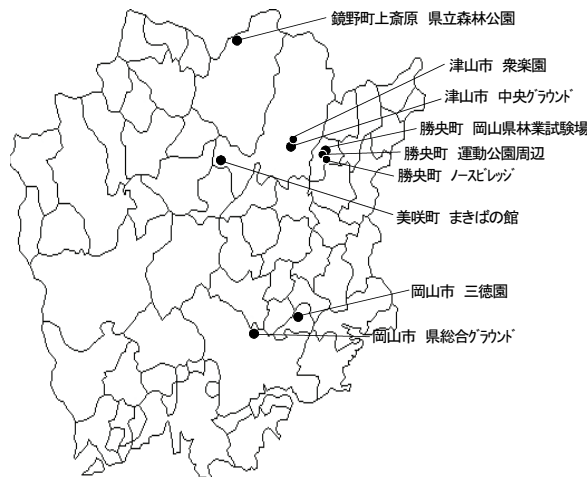 鏡野町上斎原 県立森林公園
津山市 衆楽園
津山市 中央ｸﾞﾗｳﾝﾄﾞ
勝央町 岡山県林業試験場
勝央町 運動公園周辺
勝央町 ﾉｰｽﾋﾞﾚｯｼﾞ
美咲町 まきばの館
岡山市 三徳園
岡山市 県総合ｸﾞﾗｳﾝﾄﾞ